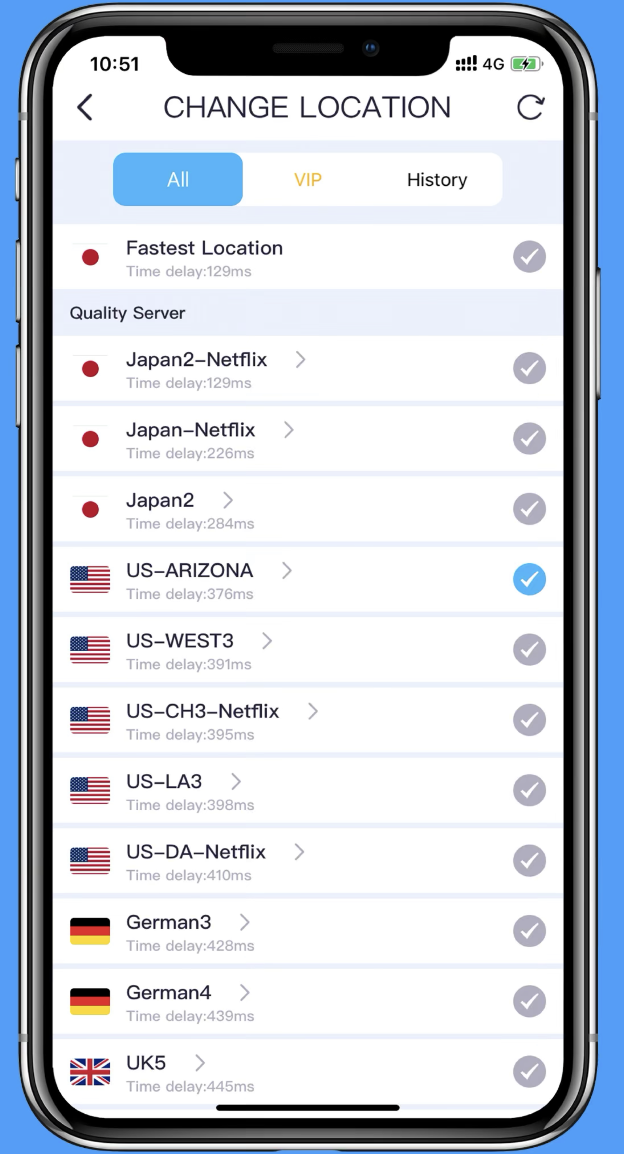 10:51
4G
CHANGE LOCATION
All
VIP
History
Fastest Location
Time delay:129ms
Quality Server
Japan2-Netflix
Time delay:129ms
Japan-Netflix
Time delay:226ms
Japan2
Time delay:284ms
US-ARIZONA
Time delay:376ms
US-WEST3
Time delay:391ms
US-CH3-Netflix
Time delay:395ms
US-LA3
Time delay:398ms
US-DA-Netflix
Time delay:410ms
German3
Time delay:428ms
German4
Time delay:439ms
UK5
Time delay:445ms